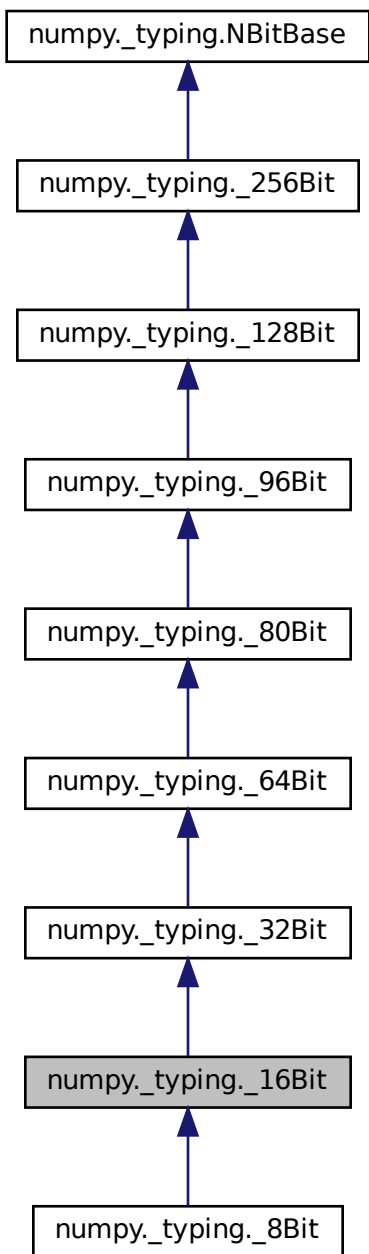 numpy._typing.NBitBase
numpy._typing._256Bit
numpy._typing._128Bit
numpy._typing._96Bit
numpy._typing._80Bit
numpy._typing._64Bit
numpy._typing._32Bit
numpy._typing._16Bit
numpy._typing._8Bit